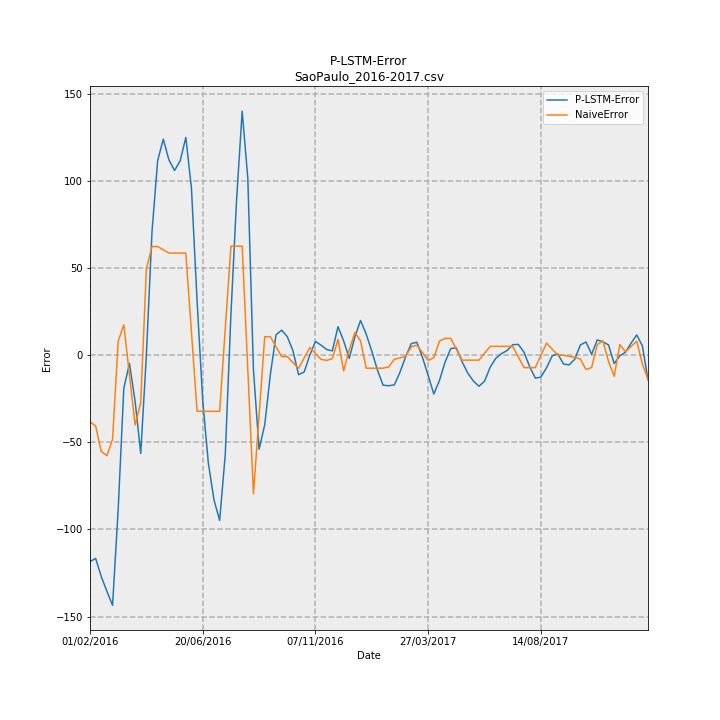 P-LSTM-Error
SaoPaulo_2016-2017.csv
P-LSTM-Error
NaiveError
150
100
50
0
−50
−100
−150
Error
01/02/2016 20/06/2016 07/11/2016 27/03/2017 14/08/2017
Date